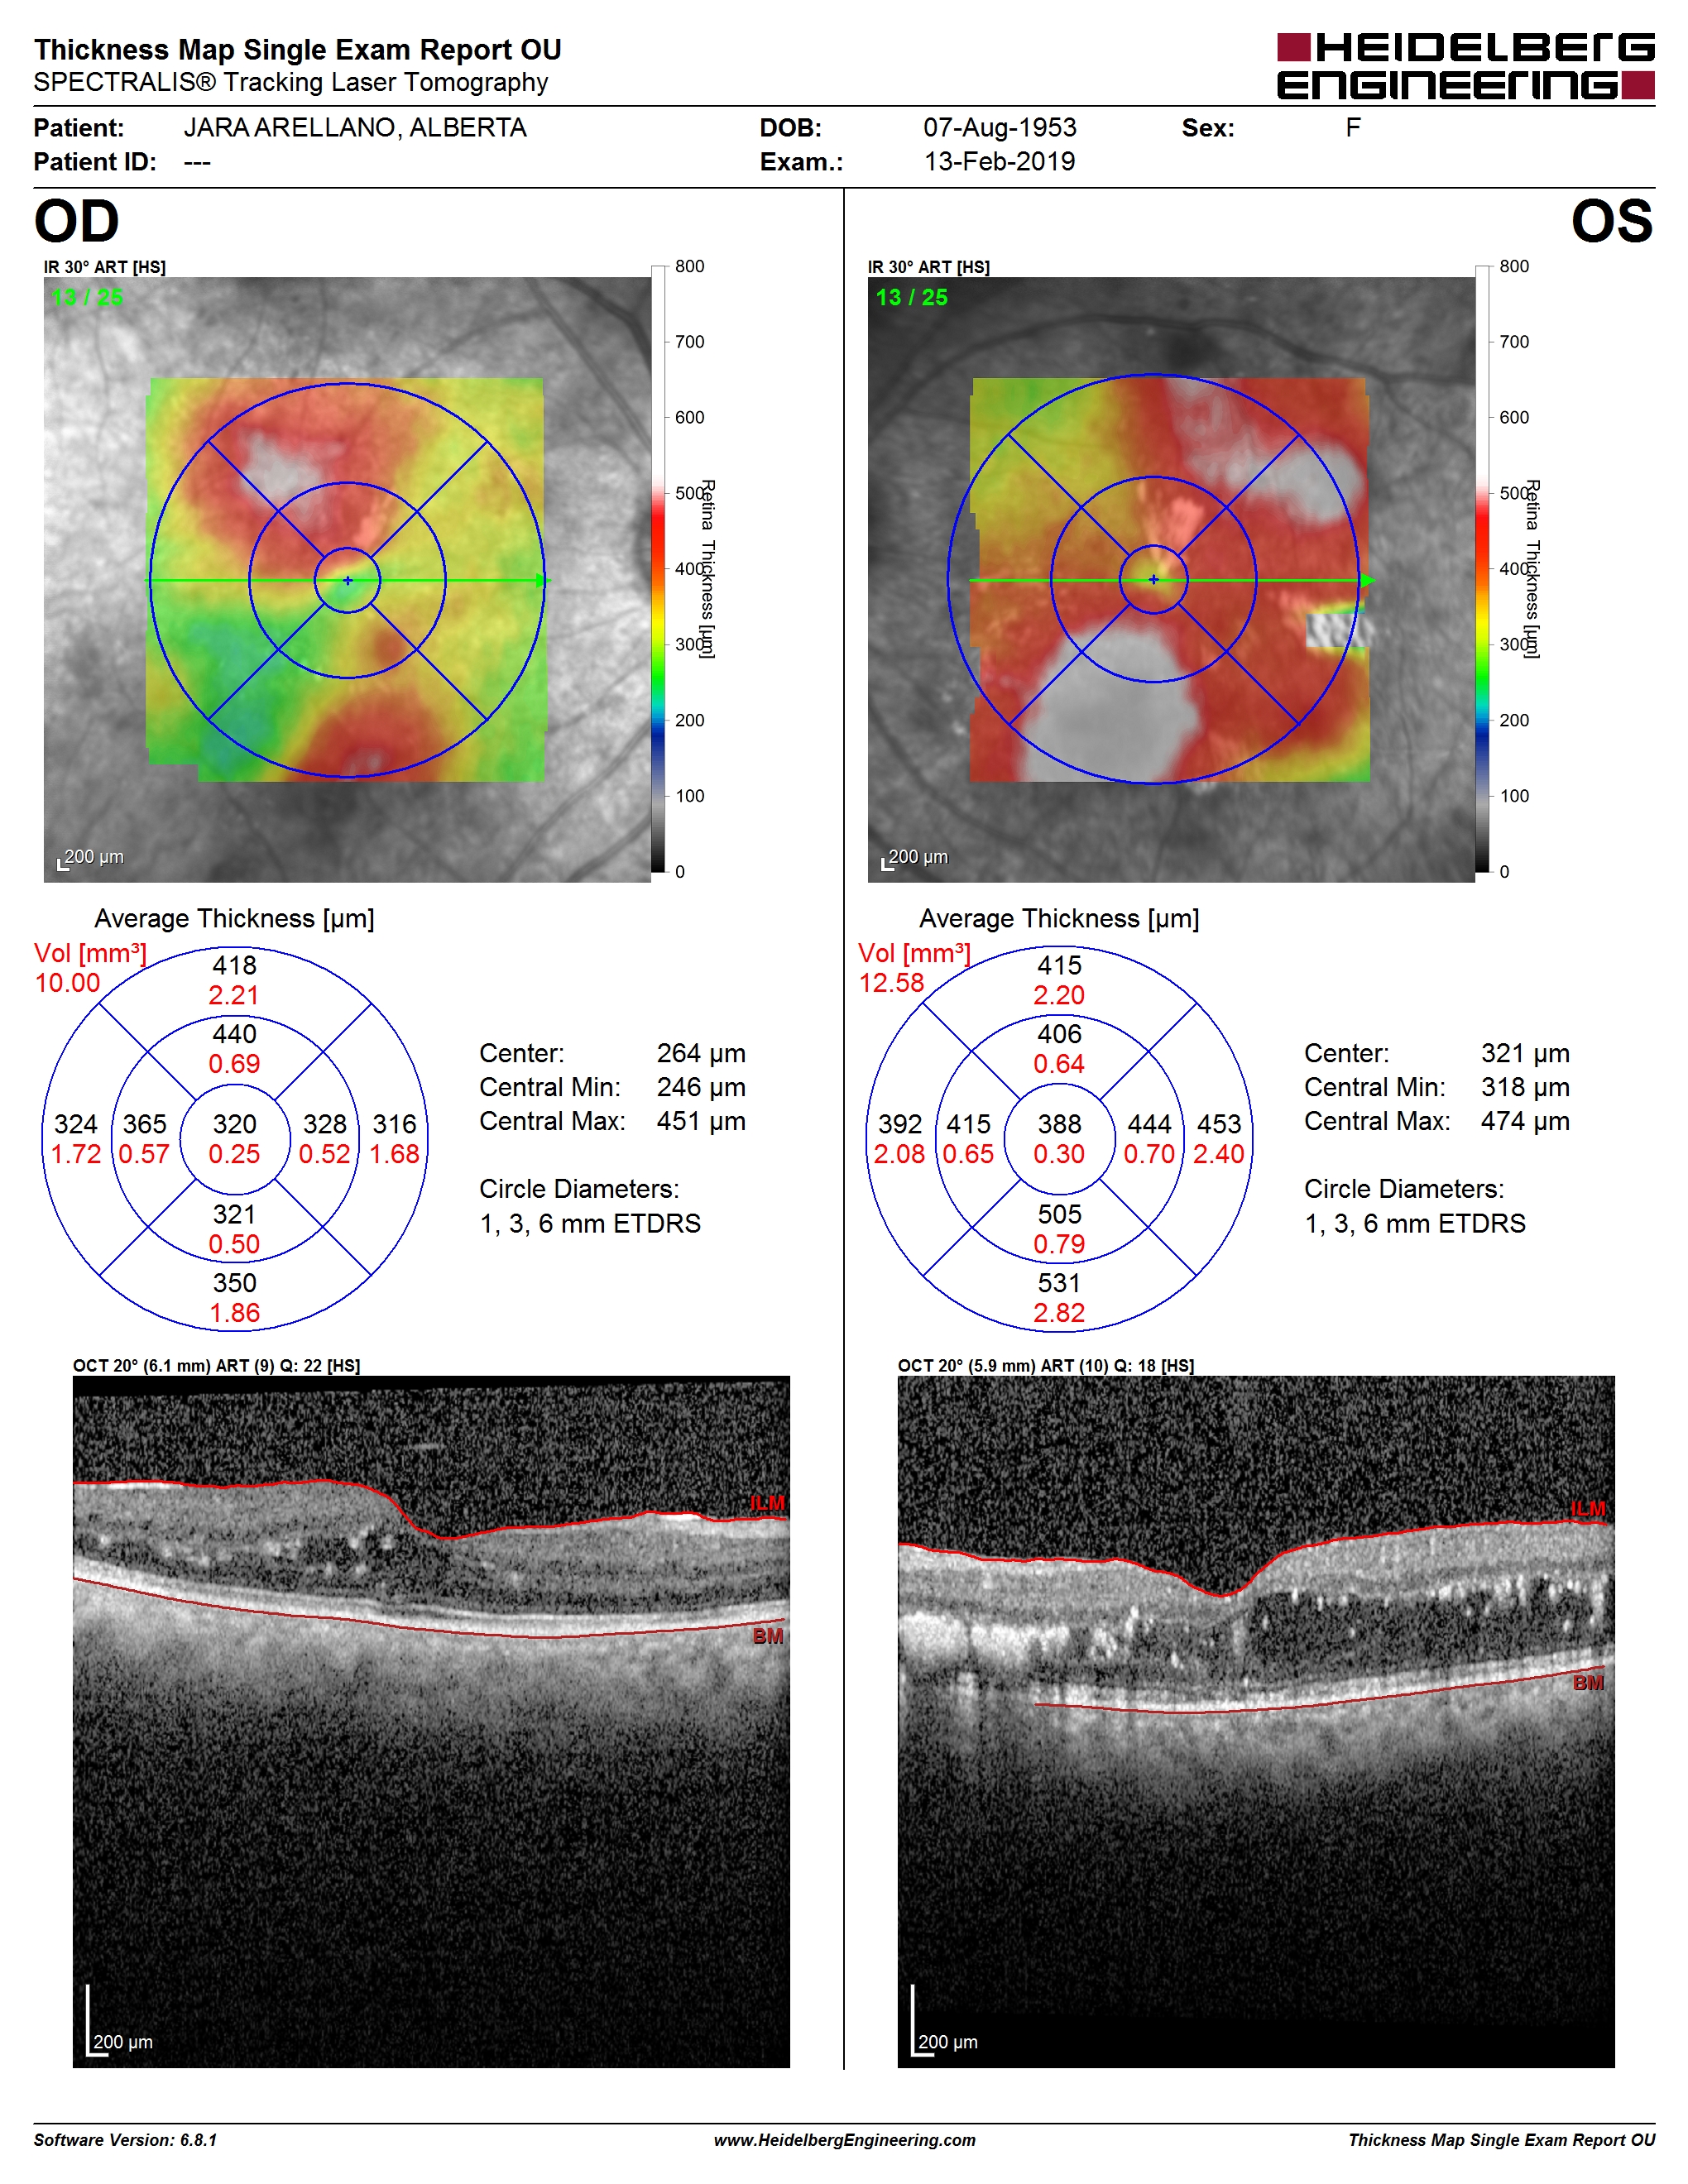 Thickness Map Single Exam Report OU
SPECTRALIS® Tracking Laser Tomography
HEIDELBERG
ENGINEERING
Patient: JARA ARELLANO, ALBERTA DOB: 07-Aug-1953 Sex: F
Patient ID: --- Exam.: 13-Feb-2019
OD
IR 30° ART [HS]
13 / 25
800
700
600
500
400
300
200
100
0
Retina Thickness [µm]
200 µm
Average Thickness [µm]
Vol [mm³]
10.00
418
2.21
440
0.69
324 365 320 328 316
1.72 0.57 0.25 0.52 1.68
321
0.50
350
1.86
Center: 264 µm
Central Min: 246 µm
Central Max: 451 µm
Circle Diameters:
1, 3, 6 mm ETDRS
OCT 20° (6.1 mm) ART (9) Q: 22 [HS]
ILM
BM
200 µm
OS
IR 30° ART [HS]
13 / 25
800
700
600
500
400
300
200
100
0
Retina Thickness [µm]
200 µm
Average Thickness [µm]
Vol [mm³]
12.58
415
2.20
406
0.64
392 415 388 444 453
2.08 0.65 0.30 0.70 2.40
505
0.79
531
2.82
Center: 321 µm
Central Min: 318 µm
Central Max: 474 µm
Circle Diameters:
1, 3, 6 mm ETDRS
OCT 20° (5.9 mm) ART (10) Q: 18 [HS]
ILM
BM
200 µm
Software Version: 6.8.1 www.HeidelbergEngineering.com Thickness Map Single Exam Report OU